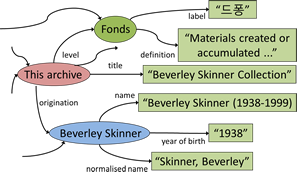 "드퐁"
Fonds
label
"Materials created or
accumulated ..."
level
definition
title
This archive
"Beverley Skinner Collection"
origination
name
"Beverley Skinner (1938-1999)
Beverley Skinner
"1938"
year of birth
"Skinner, Beverley"
normalised name